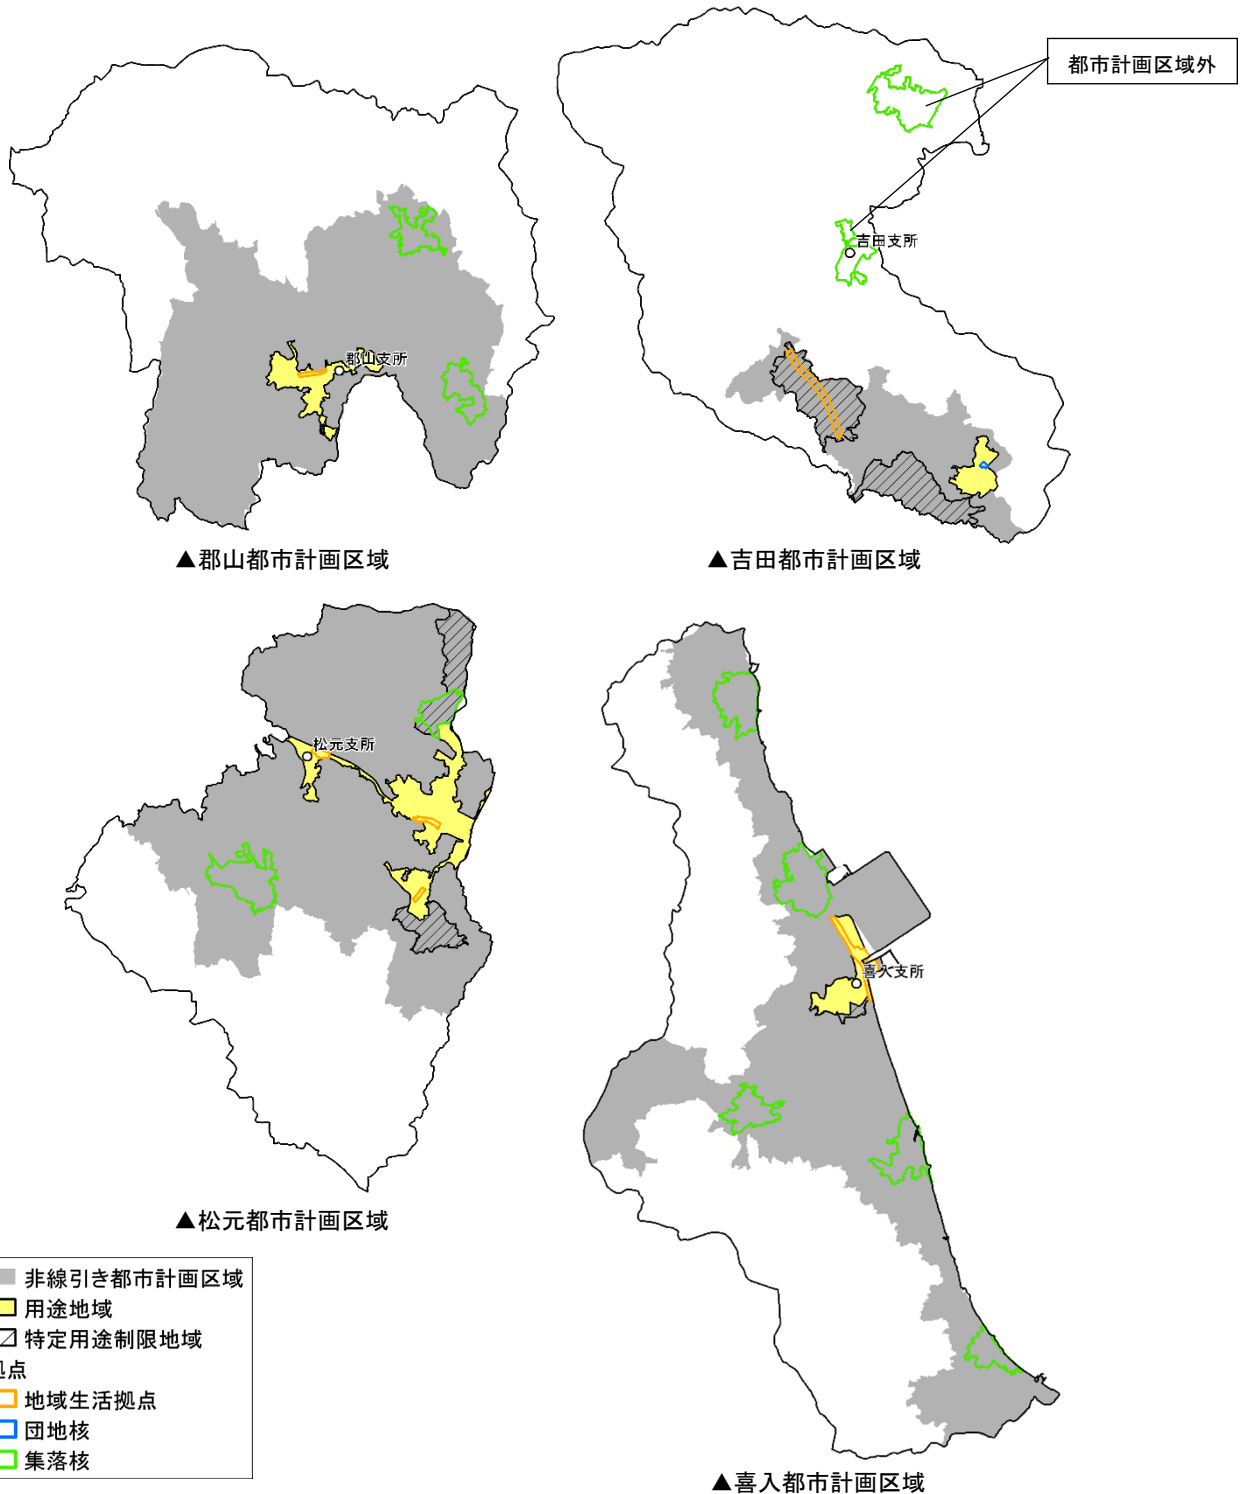 都市計画区域外
吉田支所
郡山支所
▲郡山都市計画区域
▲吉田都市計画区域
松元支所
喜入支所
▲松元都市計画区域
非線引き都市計画区域
用途地域
特定用途制限地域
拠点
地域生活拠点
団地核
集落核
▲喜入都市計画区域